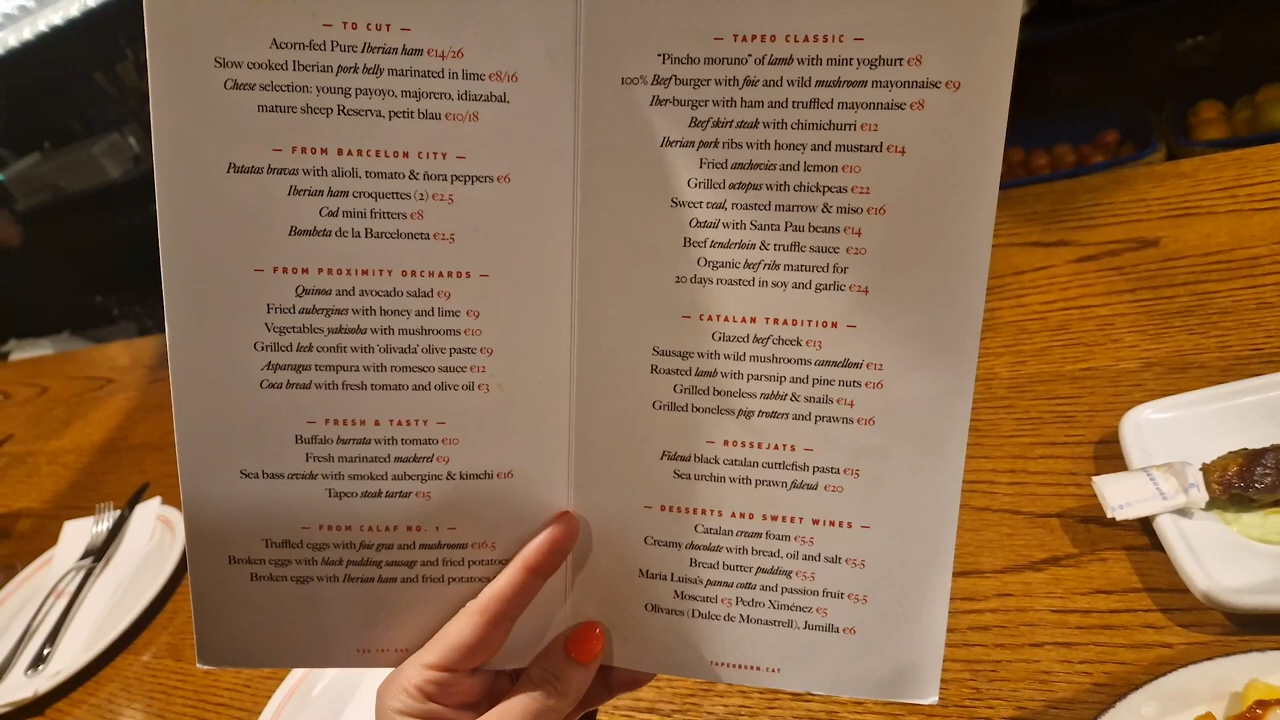 — TO CUT —
Acorn-fed Pure Iberian ham €14/26
Slow cooked Iberian pork belly marinated in lime €8/16
Cheese selection: young payoyo, majorero, idiazabal,
mature sheep Reserva, petit blau €10/18
— FROM BARCELON CITY —
Patatas bravas with alioli, tomato & ñora peppers €6
Iberian ham croquettes (2) €2.5
Cod mini fritters €8
Bombeta de la Barceloneta €2.5
— FROM PROXIMITY ORCHARDS —
Quinoa and avocado salad €9
Fried aubergines with honey and lime €9
Vegetables yakisoba with mushrooms €10
Grilled leek confit with 'olivada' olive paste €9
Asparagus tempura with romesco sauce €12
Coca bread with fresh tomato and olive oil €3
— FRESH & TASTY —
Buffalo burrata with tomato €10
Fresh marinated mackerel €9
Sea bass ceviche with smoked aubergine & kimchi €16
Tapeo steak tartar €15
— FROM CALAF NO. 1 —
Truffled eggs with foie gras and mushrooms €16.5
Broken eggs with black pudding sausage and fried potatoes
Broken eggs with Iberian ham and fried potatoes
— TAPEO CLASSIC —
"Pincho moruno" of lamb with mint yoghurt €8
100% Beef burger with foie and wild mushroom mayonnaise €9
Iber-burger with ham and truffled mayonnaise €8
Beef skirt steak with chimichurri €12
Iberian pork ribs with honey and mustard €14
Fried anchovies and lemon €10
Grilled octopus with chickpeas €22
Sweet veal, roasted marrow & miso €16
Oxtail with Santa Pau beans €14
Beef tenderloin & truffle sauce €20
Organic beef ribs matured for
20 days roasted in soy and garlic €24
— CATALAN TRADITION —
Glazed beef cheek €13
Sausage with wild mushrooms cannelloni €12
Roasted lamb with parsnip and pine nuts €16
Grilled boneless rabbit & snails €14
Grilled boneless pigs trotters and prawns €16
— ROSSEJATS —
Fideuá black catalan cuttlefish pasta €15
Sea urchin with prawn fideuá €20
— DESSERTS AND SWEET WINES —
Catalan cream foam €5.5
Creamy chocolate with bread, oil and salt €5.5
Bread butter pudding €5.5
Maria Luisa's panna cotta and passion fruit €5.5
Moscatel €5 Pedro Ximénez €5
Olivares (Dulce de Monastrell), Jumilla €6
TAPEOBORN.CAT